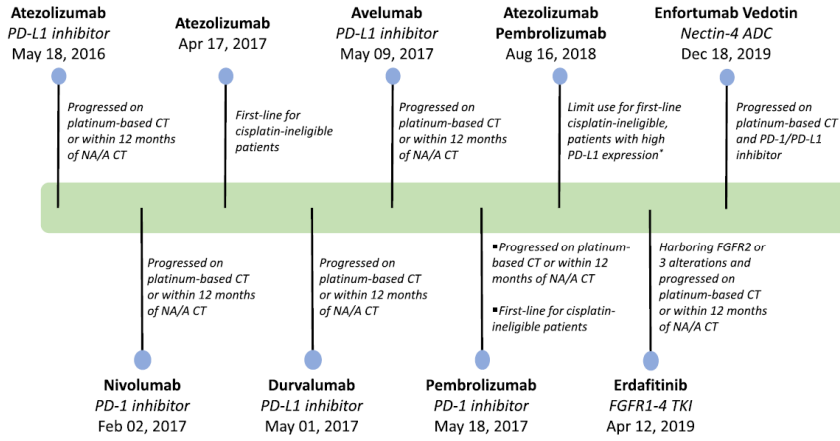 Atezolizumab
PD-L1 inhibitor
May 18, 2016
Progressed on
platinum-based CT
or within 12 months
of NA/A CT
Atezolizumab
Apr 17, 2017
First-line for
cisplatin-ineligible
patients
Avelumab
PD-L1 inhibitor
May 09, 2017
Progressed on
platinum-based CT
or within 12 months
of NA/A CT
Atezolizumab
Pembrolizumab
Aug 16, 2018
Limit use for first-line
cisplatin-ineligible,
patients with high
PD-L1 expression*
Enfortumab Vedotin
Nectin-4 ADC
Dec 18, 2019
Progressed on
platinum-based CT
and PD-1/PD-L1
inhibitor
Progressed on
platinum-based CT
or within 12 months
of NA/A CT
Nivolumab
PD-1 inhibitor
Feb 02, 2017
Progressed on
platinum-based CT
or within 12 months
of NA/A CT
Durvalumab
PD-L1 inhibitor
May 01, 2017
▪Progressed on platinum-
based CT or within 12
months of NA/A CT
▪First-line for cisplatin-
ineligible patients
Pembrolizumab
PD-1 inhibitor
May 18, 2017
Harboring FGFR2 or
3 alterations and
progressed on
platinum-based CT
or within 12 months
of NA/A CT
Erdafitinib
FGFR1-4 TKI
Apr 12, 2019